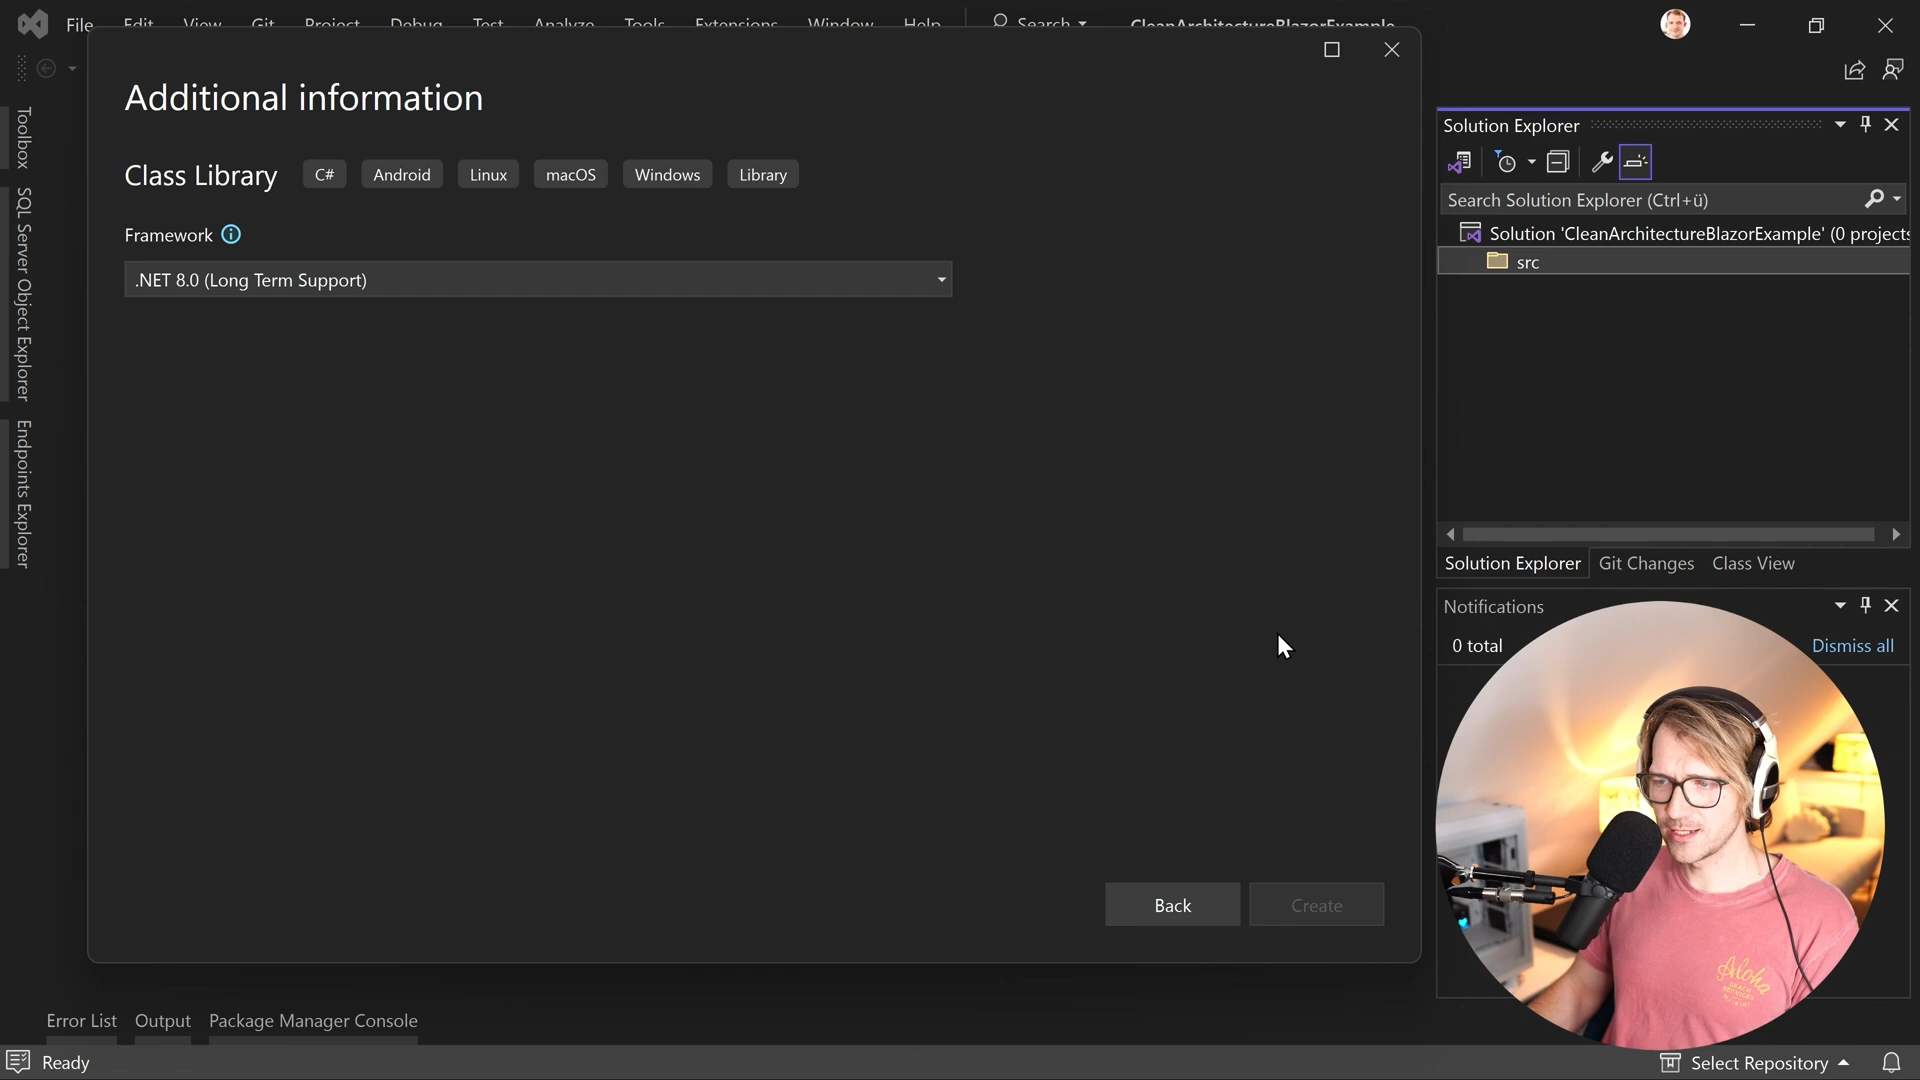 File Edit View Git Project Debug Test Analyze Tools Extensions Window Help Search CleanArchitectureBlazorExample
Additional information
Class Library C# Android Linux macOS Windows Library
Framework
.NET 8.0 (Long Term Support)
Back Create
Toolbox
SQL Server Object Explorer
Endpoints Explorer
Solution Explorer
Search Solution Explorer (Ctrl+ü)
Solution 'CleanArchitectureBlazorExample' (0 projects
src
Solution Explorer Git Changes Class View
Notifications
0 total Dismiss all
Aloha
Error List Output Package Manager Console
Ready Select Repository